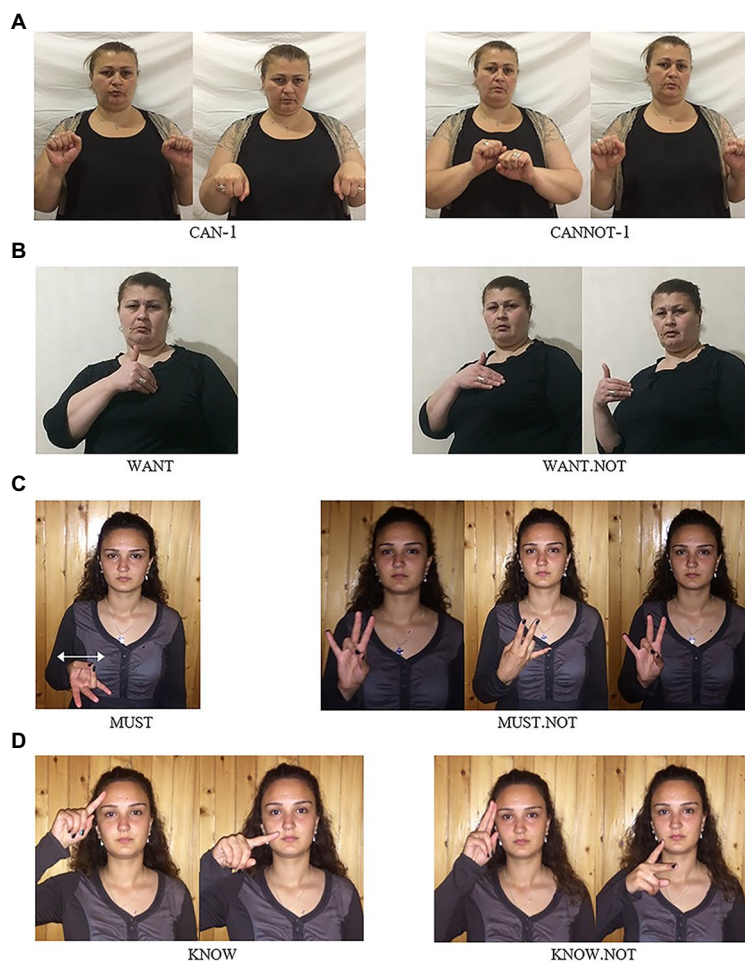 A
CAN-1 CANNOT-1
B
WANT WANT.NOT
C
MUST MUST.NOT
D
KNOW KNOW.NOT